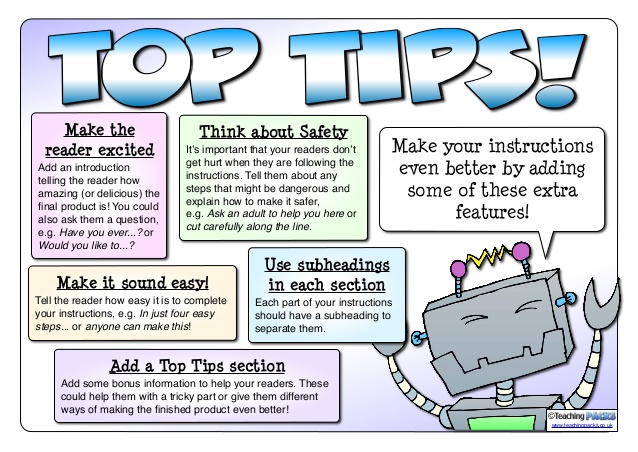 TOP TIPS!
Make the
reader excited
Add an introduction
telling the reader how
amazing (or delicious) the
final product is! You could
also ask them a question,
e.g. Have you ever...? or
Would you like to...?
Think about Safety
It's important that your readers don't
get hurt when they are following the
instructions. Tell them about any
steps that might be dangerous and
explain how to make it safer,
e.g. Ask an adult to help you here or
cut carefully along the line.
Make your instructions
even better by adding
some of these extra
features!
Make it sound easy!
Tell the reader how easy it is to complete
your instructions, e.g. In just four easy
steps... or anyone can make this!
Use subheadings
in each section
Each part of your instructions
should have a subheading to
separate them.
Add a Top Tips section
Add some bonus information to help your readers. These
could help them with a tricky part or give them different
ways of making the finished product even better!
©Teaching PACKS
www.teachingpacks.co.uk